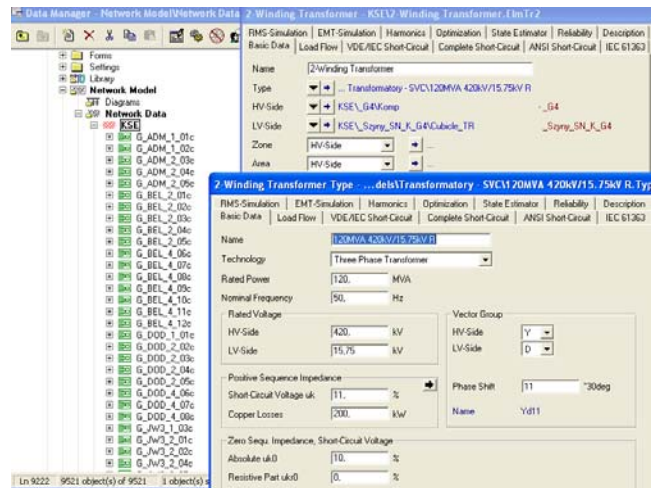 Data Manager - Network Model\Network Data
Forms
Settings
Library
Network Model
Diagrams
Network Data
KSE
G_ADM_1_01c
G_ADM_1_02c
G_ADM_2_03c
G_ADM_2_04c
G_ADM_2_05c
G_BEL_2_01c
G_BEL_2_02c
G_BEL_2_03c
G_BEL_2_04c
G_BEL_2_05c
G_BEL_4_06c
G_BEL_4_07c
G_BEL_4_08c
G_BEL_4_09c
G_BEL_4_10c
G_BEL_4_11c
G_BEL_4_12c
G_DOD_1_01c
G_DOD_2_02c
G_DOD_2_03c
G_DOD_2_04c
G_DOD_2_05c
G_DOD_4_06c
G_DOD_4_07c
G_DOD_4_08c
G_JW3_1_03c
G_JW3_2_01c
G_JW3_2_02c
G_JW3_2_04c
Ln 9222 9521 object(s) of 9521 1 object(s) s
2-Winding Transformer - KSE\2-Winding Transformer.ElmTr2
RMS-Simulation EMT-Simulation Harmonics Optimization State Estimator Reliability Description
Basic Data Load Flow VDE/IEC Short-Circuit Complete Short-Circuit ANSI Short-Circuit IEC 61363
Name 2-Winding Transformer
Type ... Transformatory - SVC\120MVA 420kV/15.75kV R
HV-Side KSE\_G4\Komp -_G4
LV-Side KSE\_Szyny_SN_K_G4\Cubicle_TR _Szyny_SN_K_G4
Zone HV-Side ...
Area HV-Side ...
2-Winding Transformer Type - ...dels\Transformatory - SVC\120MVA 420kV/15.75kV R.Typ
RMS-Simulation EMT-Simulation Harmonics Optimization State Estimator Reliability Description
Basic Data Load Flow VDE/IEC Short-Circuit Complete Short-Circuit ANSI Short-Circuit IEC 61363
Name 120MVA 420kV/15.75kV R
Technology Three Phase Transformer
Rated Power 120. MVA
Nominal Frequency 50. Hz
Rated Voltage
HV-Side 420. kV
LV-Side 15,75 kV
Vector Group
HV-Side Y
LV-Side D
Phase Shift 11 *30deg
Name Yd11
Positive Sequence Impedance
Short-Circuit Voltage uk 11. %
Copper Losses 200. kW
Zero Sequ. Impedance, Short-Circuit Voltage
Absolute uk0 10. %
Resistive Part ukr0 0. %